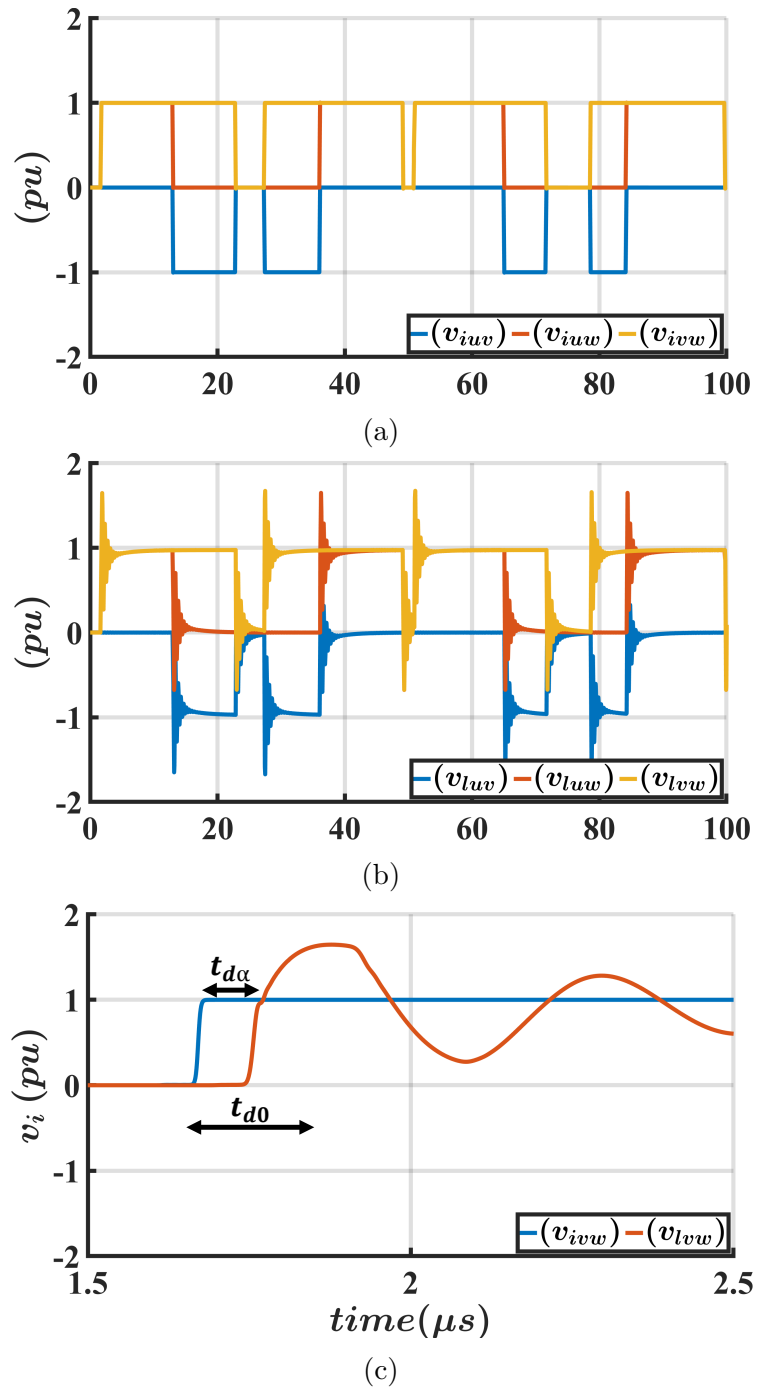 2
1
0
-1
-2
(pu)
(v_iuv) (v_iuw) (v_ivw)
0 20 40 60 80 100
(a)
2
1
0
-1
-2
(pu)
(v_luv) (v_luw) (v_lvw)
0 20 40 60 80 100
(b)
2
1
0
-1
-2
v_i (pu)
t_dα
t_d0
(v_ivw) (v_lvw)
1.5 2 2.5
time(μs)
(c)